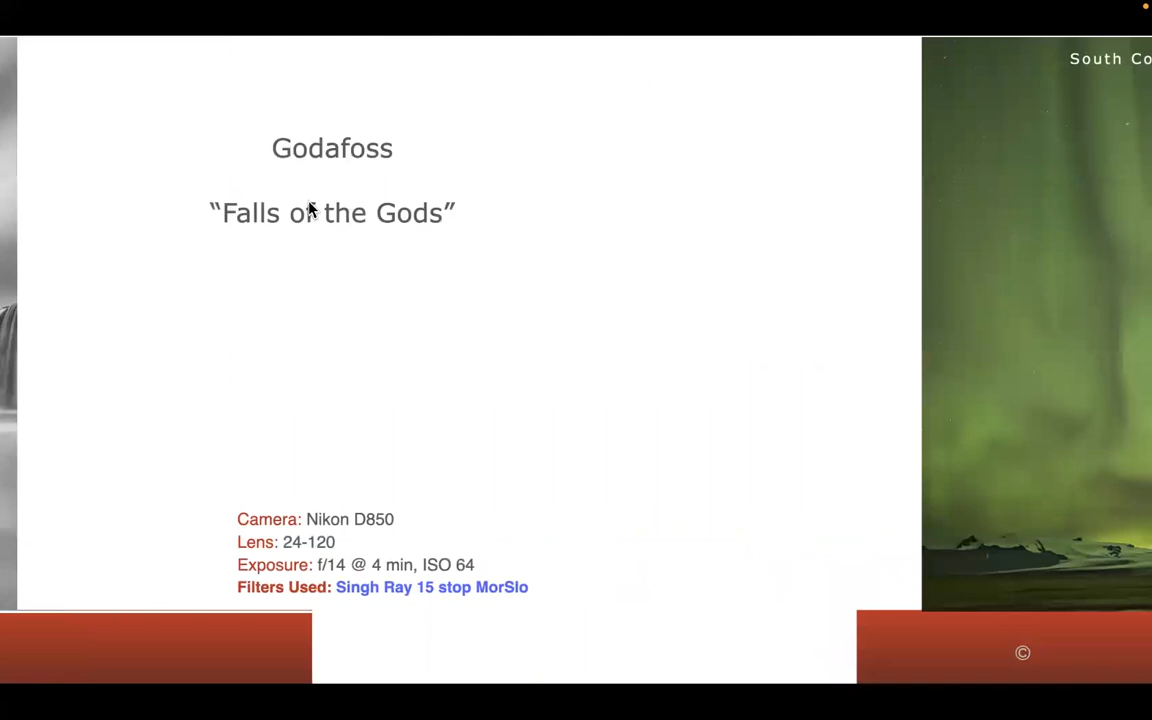 South Co
Godafoss
“Falls of the Gods”
Camera: Nikon D850
Lens: 24-120
Exposure: f/14 @ 4 min, ISO 64
Filters Used: Singh Ray 15 stop MorSlo
©